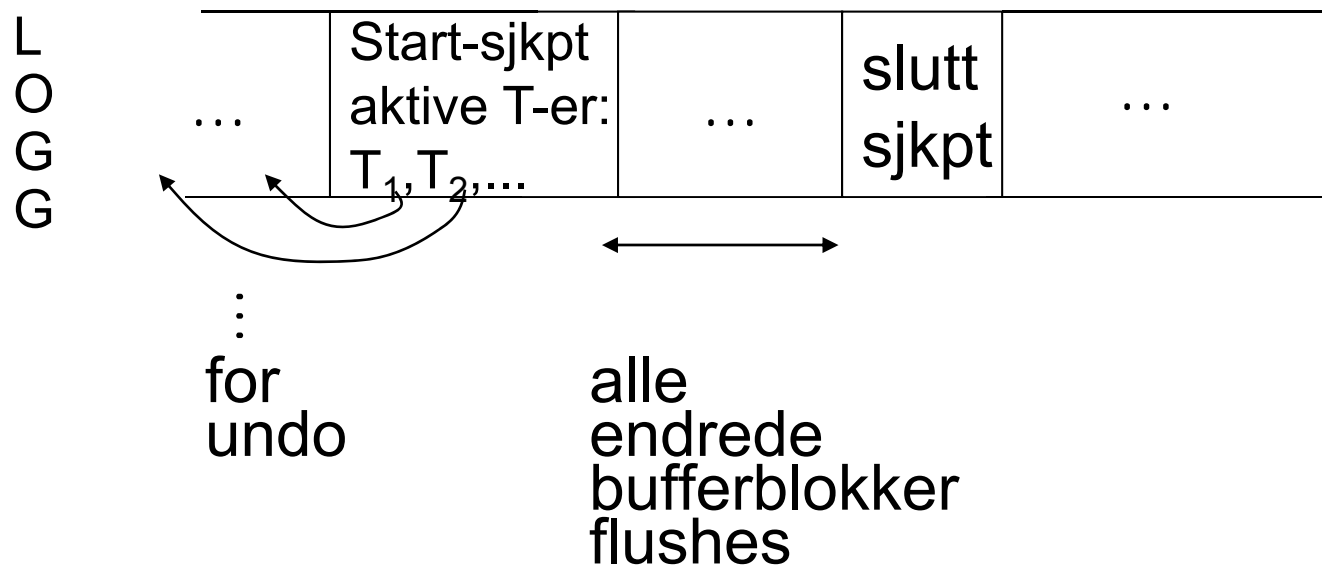 L
O
G
G
...
Start-sjkpt
aktive T-er:
T₁,T₂,...
...
slutt
sjkpt
...
⋮
for
undo
alle
endrede
bufferblokker
flushes